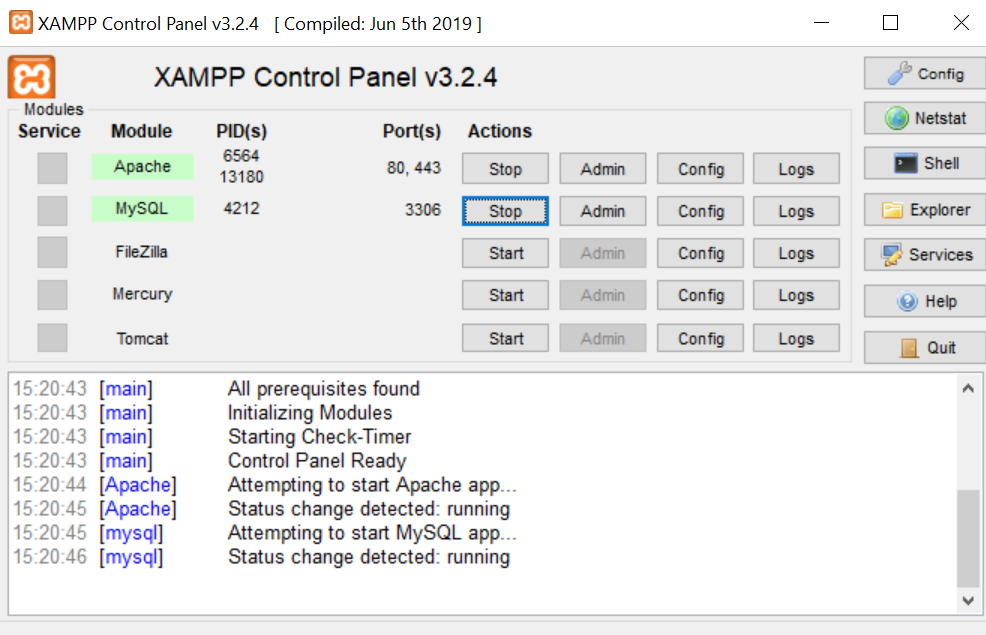 XAMPP Control Panel v3.2.4 [ Compiled: Jun 5th 2019 ]
XAMPP Control Panel v3.2.4
Config
Modules
Service Module PID(s) Port(s) Actions
Netstat
Apache 6564 13180 80, 443 Stop Admin Config Logs
Shell
MySQL 4212 3306 Stop Admin Config Logs
Explorer
FileZilla Start Admin Config Logs
Services
Mercury Start Admin Config Logs
Help
Tomcat Start Admin Config Logs
Quit
15:20:43 [main] All prerequisites found
15:20:43 [main] Initializing Modules
15:20:43 [main] Starting Check-Timer
15:20:43 [main] Control Panel Ready
15:20:44 [Apache] Attempting to start Apache app...
15:20:45 [Apache] Status change detected: running
15:20:45 [mysql] Attempting to start MySQL app...
15:20:46 [mysql] Status change detected: running